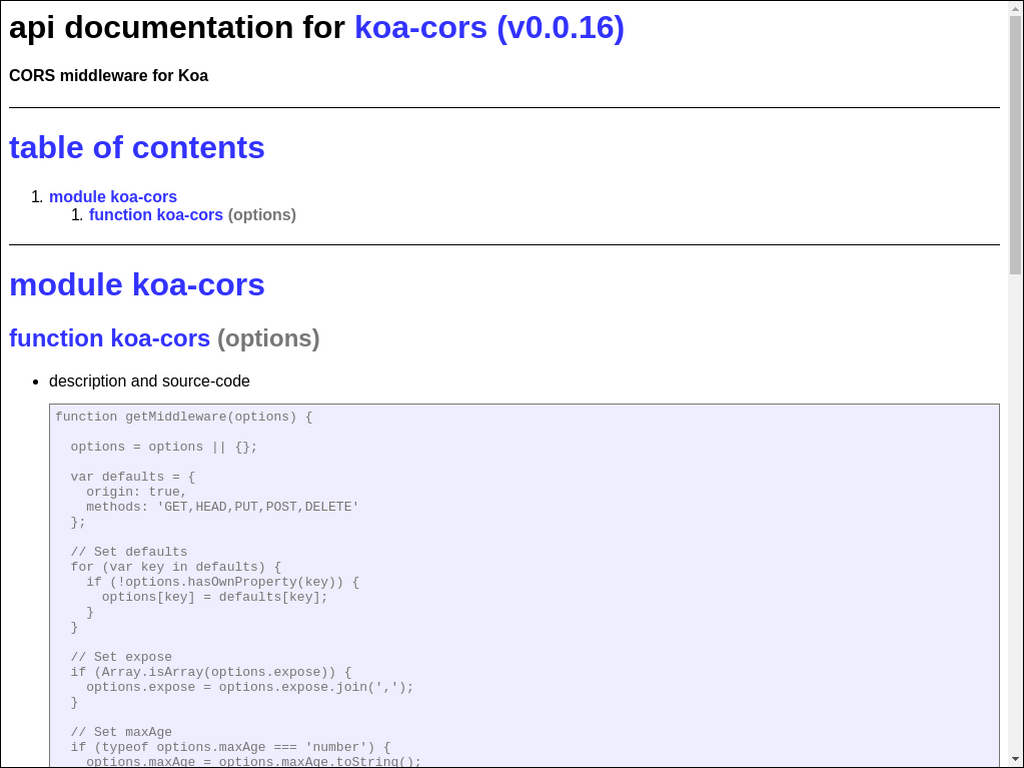 api documentation for koa-cors (v0.0.16)
CORS middleware for Koa
table of contents
1. module koa-cors
1. function koa-cors (options)
module koa-cors
function koa-cors (options)
• description and source-code
function getMiddleware(options) {
  options = options || {};
  var defaults = {
    origin: true,
    methods: 'GET,HEAD,PUT,POST,DELETE'
  };
  // Set defaults
  for (var key in defaults) {
    if (!options.hasOwnProperty(key)) {
      options[key] = defaults[key];
    }
  }
  // Set expose
  if (Array.isArray(options.expose)) {
    options.expose = options.expose.join(',');
  }
  // Set maxAge
  if (typeof options.maxAge === 'number') {
    options.maxAge = options.maxAge.toString();